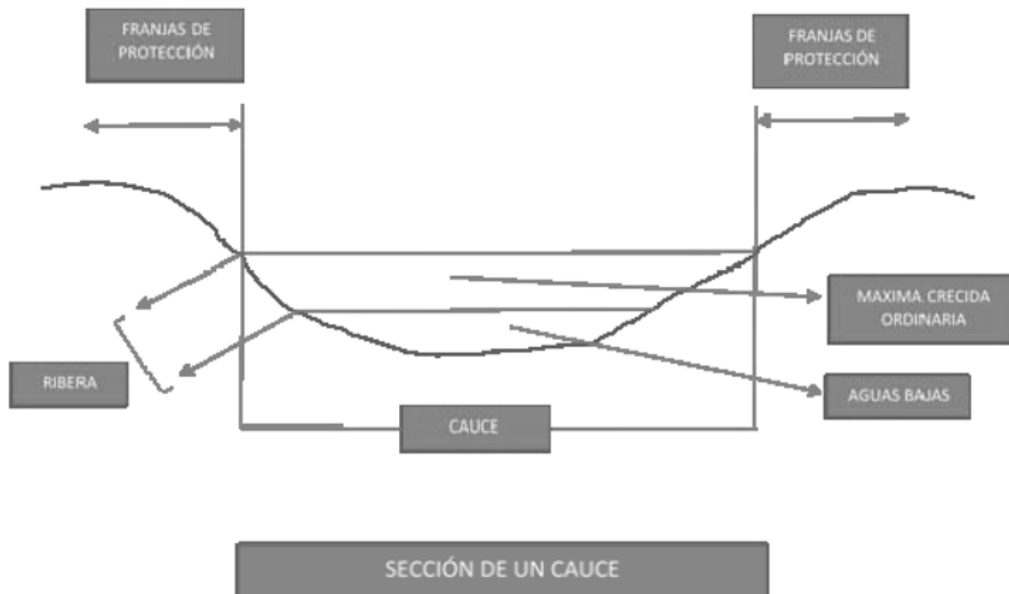 FRANJAS DE
PROTECCIÓN
FRANJAS DE
PROTECCIÓN
MAXIMA CRECIDA
ORDINARIA
RIBERA
AGUAS BAJAS
CAUCE
SECCIÓN DE UN CAUCE